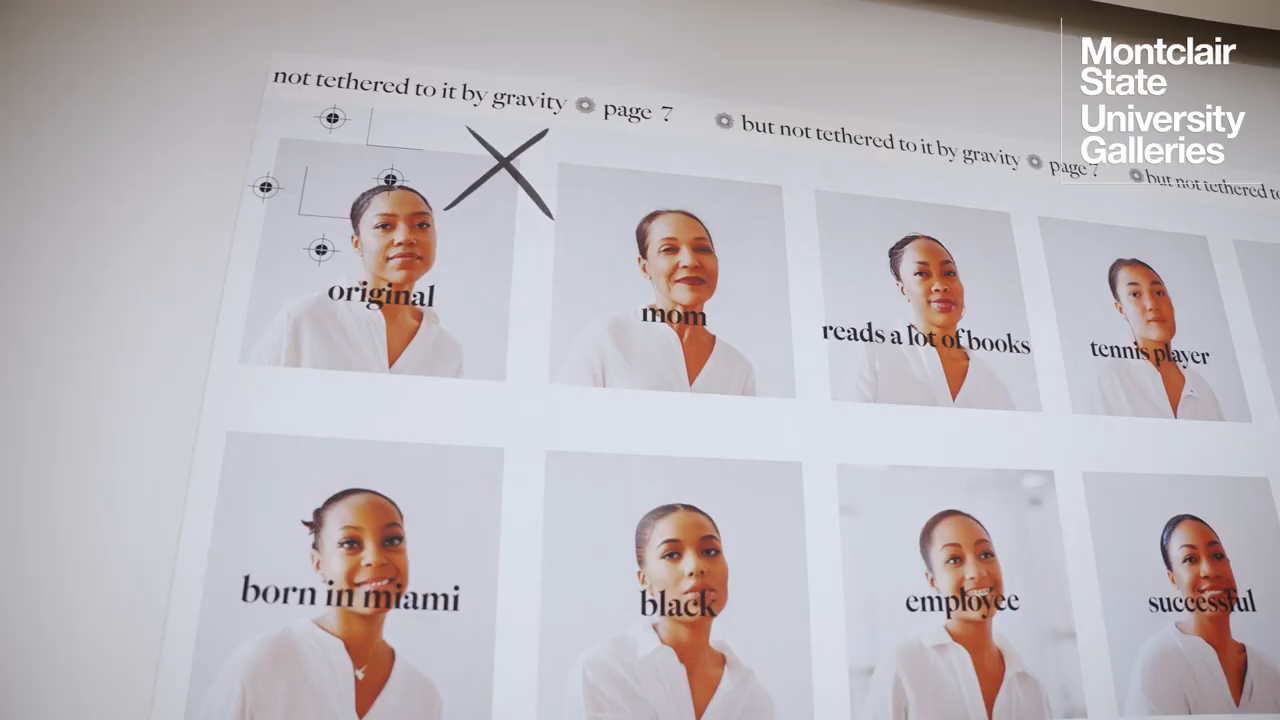 not tethered to it by gravity page 7
but not tethered to it by gravity page 7
but not tethered to
Montclair
State
University
Galleries
original
mom
reads a lot of books
tennis player
born in miami
black
employee
successful